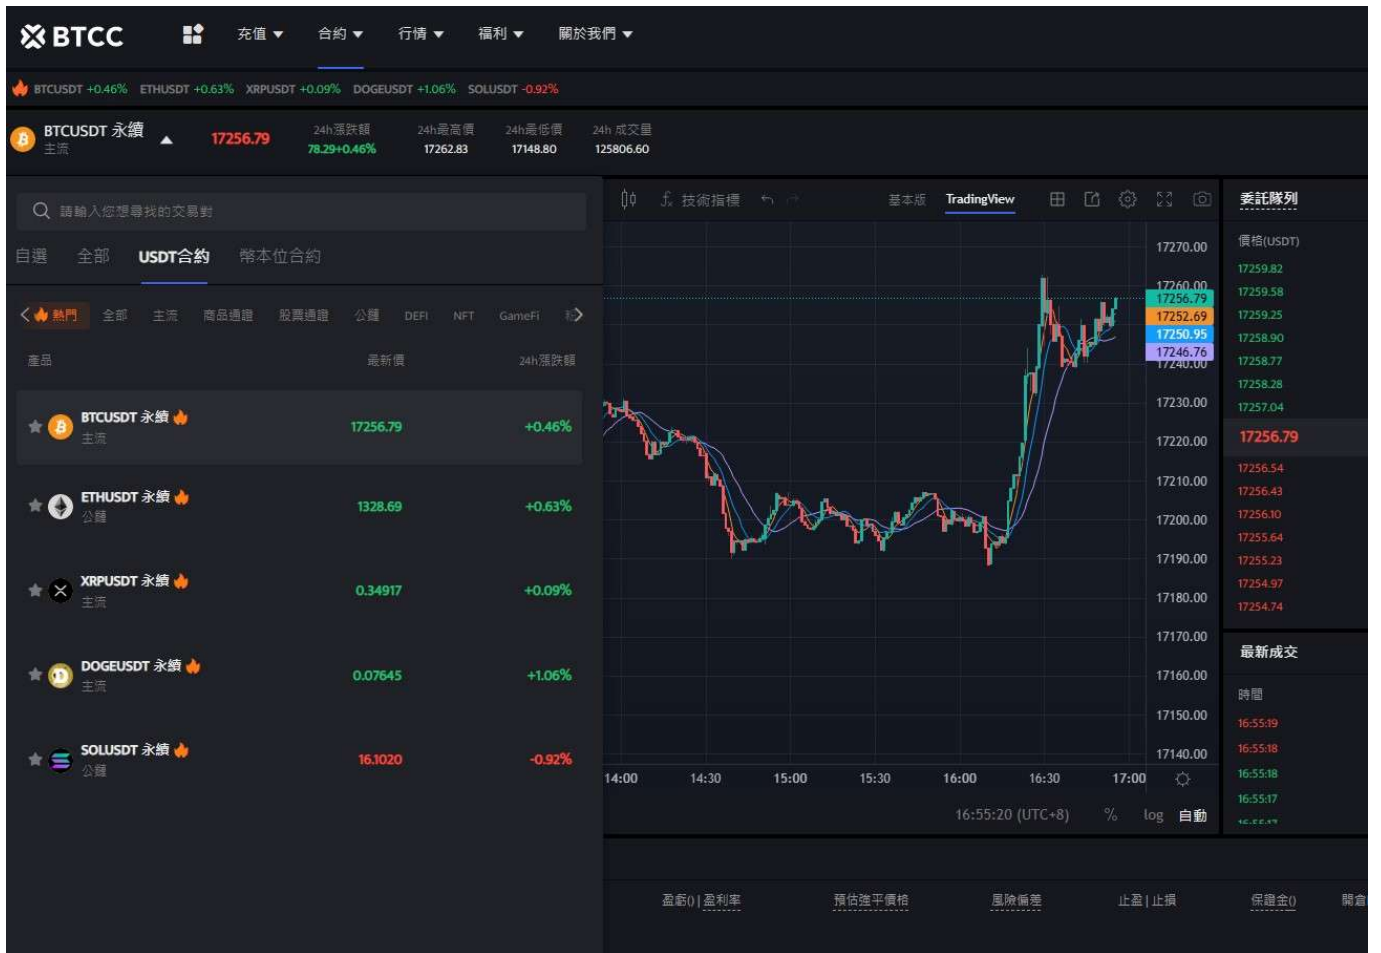 BTCC 充值 合約 行情 福利 關於我們
BTCUSDT +0.46% ETHUSDT +0.63% XRPUSDT +0.09% DOGEUSDT +1.06% SOLUSDT -0.92%
BTCUSDT 永續
主流
17256.79
24h漲跌額 24h最高價 24h最低價 24h 成交量
78.29+0.46% 17262.83 17148.80 125806.60
請輸入您想尋找的交易對
自選 全部 USDT合約 幣本位合約
熱門 全部 主流 商品通證 股票通證 公鏈 DEFI NFT GameFi
產品 最新價 24h漲跌額
BTCUSDT 永續 17256.79 +0.46%
主流
ETHUSDT 永續 1328.69 +0.63%
公鏈
XRPUSDT 永續 0.34917 +0.09%
主流
DOGEUSDT 永續 0.07645 +1.06%
主流
SOLUSDT 永續 16.1020 -0.92%
公鏈
技術指標 基本版 TradingView
17270.00
17260.00
17256.79
17252.69
17250.95
17246.76
17240.00
17230.00
17220.00
17210.00
17200.00
17190.00
17180.00
17170.00
17160.00
17150.00
17140.00
14:00 14:30 15:00 15:30 16:00 16:30 17:00
16:55:20 (UTC+8) % log 自動
委託隊列
價格(USDT)
17259.82
17259.58
17259.25
17258.90
17258.77
17258.28
17257.04
17256.79
17256.54
17256.43
17256.10
17255.64
17255.23
17254.97
17254.74
最新成交
時間
16:55:19
16:55:18
16:55:18
16:55:17
16:55:17
盈虧()|盈利率 預估強平價格 風險偏差 止盈|止損 保證金() 開倉